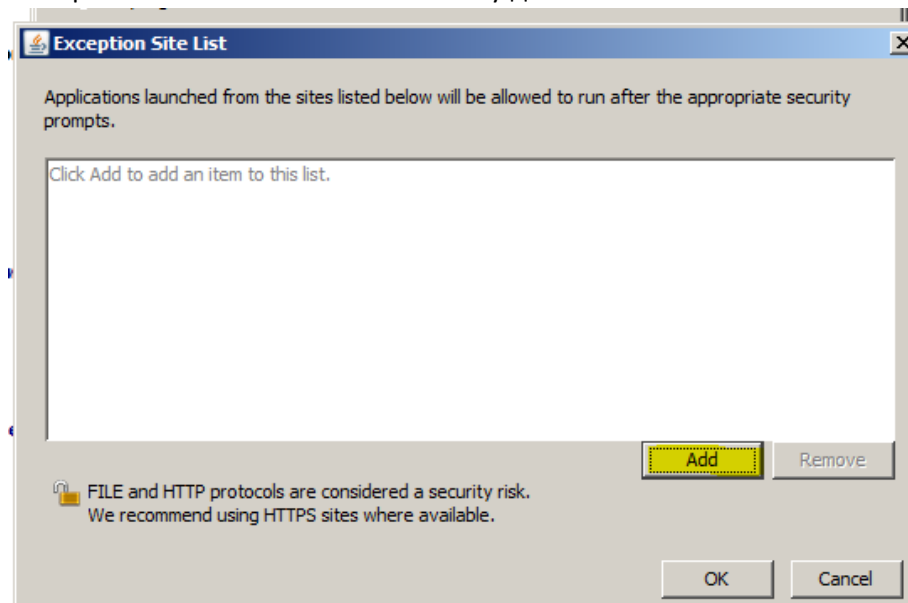 Exception Site List
Applications launched from the sites listed below will be allowed to run after the appropriate security
prompts.
Click Add to add an item to this list.
Add
Remove
FILE and HTTP protocols are considered a security risk.
We recommend using HTTPS sites where available.
OK
Cancel